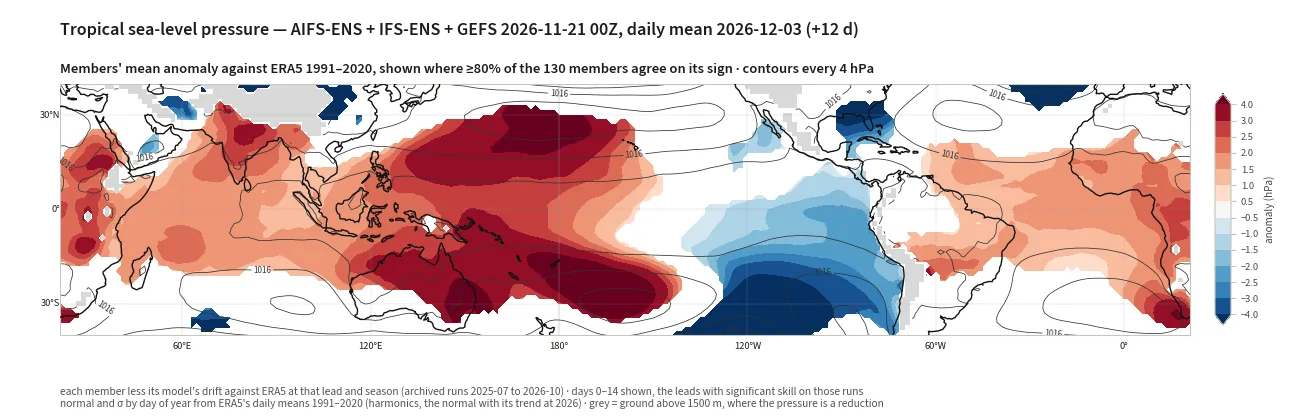 Tropical sea-level pressure — AIFS-ENS + IFS-ENS + GEFS 2026-11-21 00Z, daily mean 2026-12-03 (+12 d)
Members' mean anomaly against ERA5 1991–2020, shown where ≥80% of the 130 members agree on its sign · contours every 4 hPa
1016
1016
1016
30°N
1016
1016
1016
1016
0°
1016
1016
30°S
1016
1016
60°E
120°E
180°
120°W
60°W
0°
4.0
3.0
2.5
2.0
1.5
1.0
0.5
−0.5
−1.0
−1.5
−2.0
−2.5
−3.0
−4.0
anomaly (hPa)
each member less its model's drift against ERA5 at that lead and season (archived runs 2025-07 to 2026-10) · days 0–14 shown, the leads with significant skill on those runs
normal and σ by day of year from ERA5's daily means 1991–2020 (harmonics, the normal with its trend at 2026) · grey = ground above 1500 m, where the pressure is a reduction